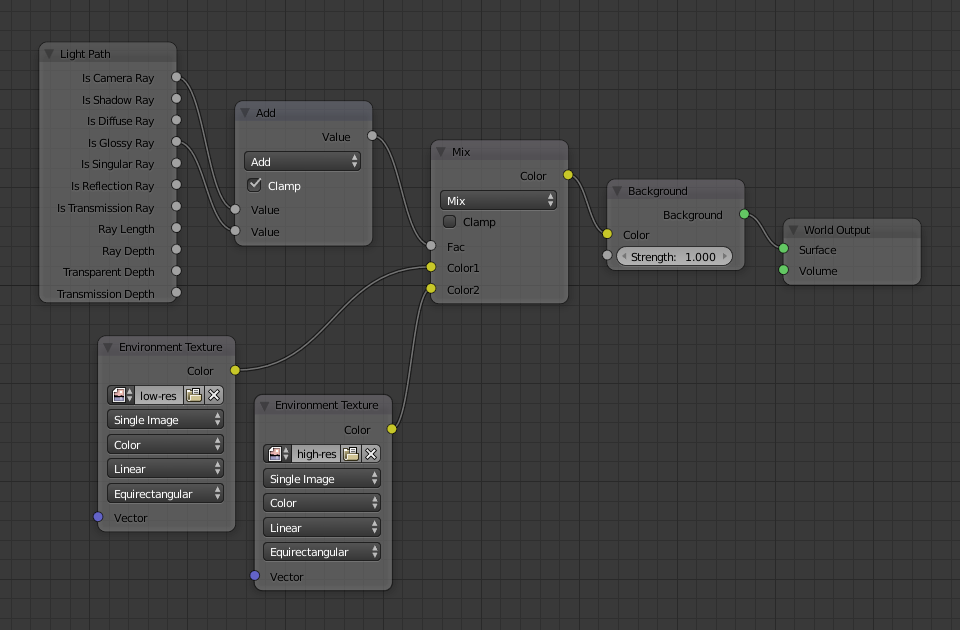 Light Path
Is Camera Ray
Is Shadow Ray
Is Diffuse Ray
Is Glossy Ray
Is Singular Ray
Is Reflection Ray
Is Transmission Ray
Ray Length
Ray Depth
Transparent Depth
Transmission Depth
Add
Value
Add
Clamp
Value
Value
Mix
Color
Mix
Clamp
Fac
Color1
Color2
Background
Background
Color
Strength: 1.000
World Output
Surface
Volume
Environment Texture
Color
low-res
Single Image
Color
Linear
Equirectangular
Vector
Environment Texture
Color
high-res
Single Image
Color
Linear
Equirectangular
Vector